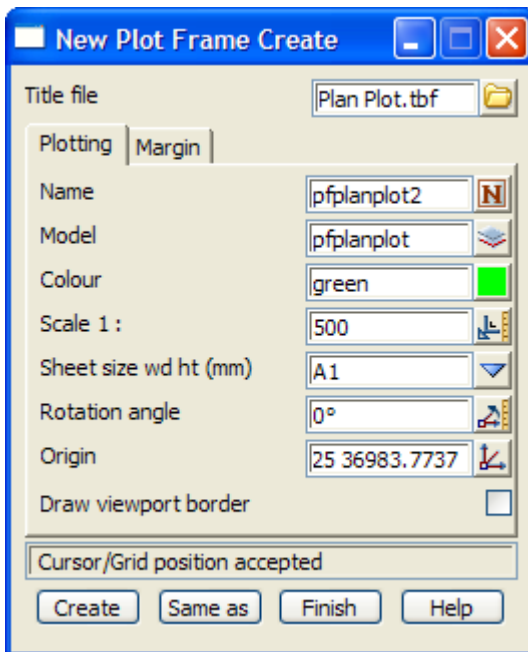 New Plot Frame Create
Title file Plan Plot.tbf
Plotting Margin
Name pfplanplot2 N
Model pfplanplot
Colour green
Scale 1 : 500
Sheet size wd ht (mm) A1
Rotation angle 0°
Origin 25 36983.7737
Draw viewport border
Cursor/Grid position accepted
Create Same as Finish Help